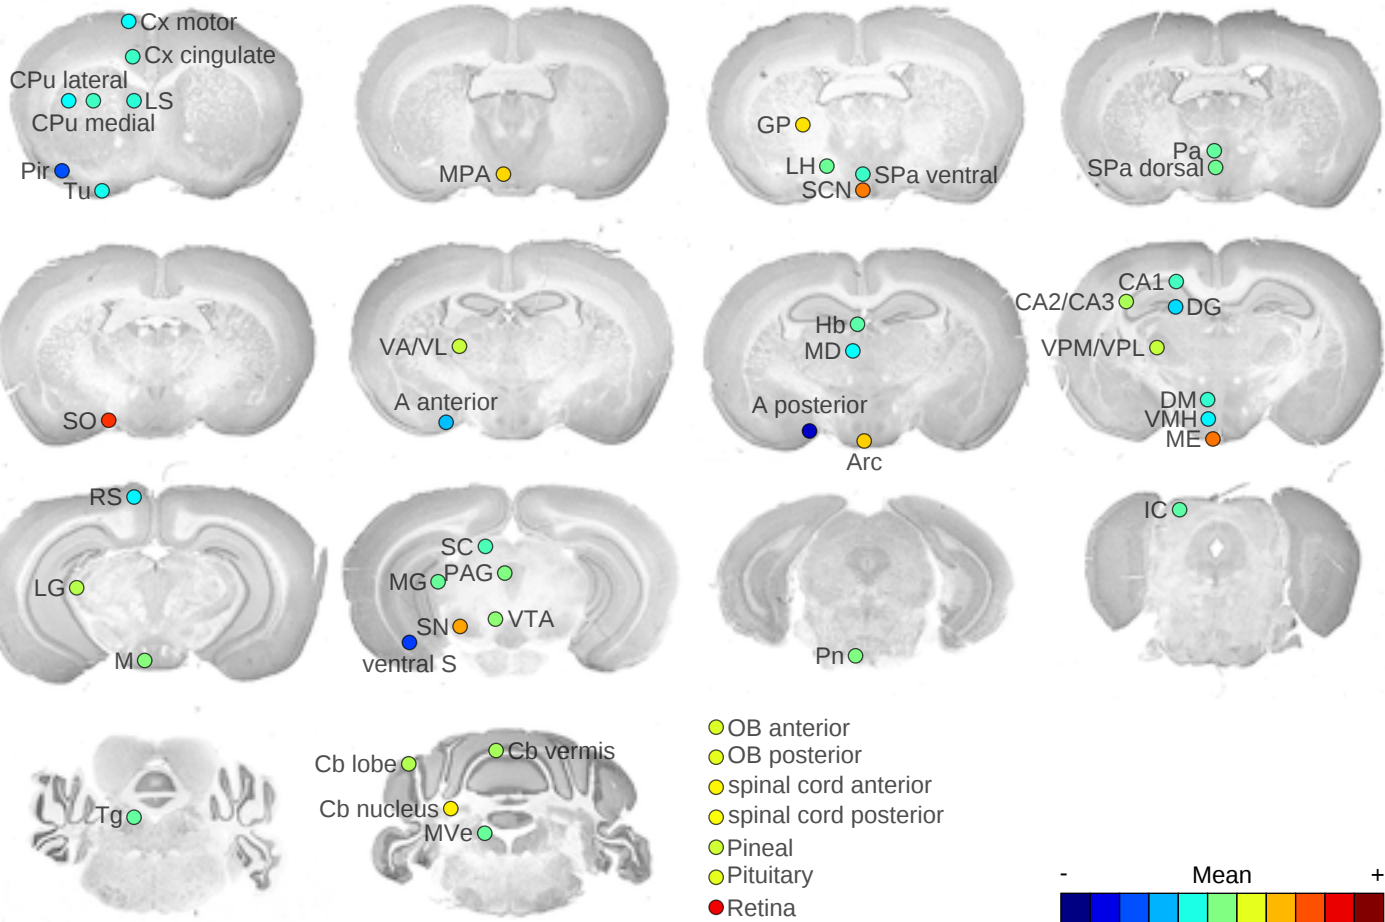 Cx motor
Cx cingulate
CPu lateral
LS
CPu medial
Pir
Tu
MPA
GP
LH
SPa ventral
SCN
Pa
SPa dorsal
SO
VA/VL
A anterior
Hb
MD
A posterior
Arc
CA1
CA2/CA3
DG
VPM/VPL
DM
VMH
ME
RS
LG
M
SC
MG
PAG
SN
VTA
ventral S
Pn
IC
Tg
Cb lobe
Cb vermis
Cb nucleus
MVe
OB anterior
OB posterior
spinal cord anterior
spinal cord posterior
Pineal
Pituitary
Retina
- Mean +